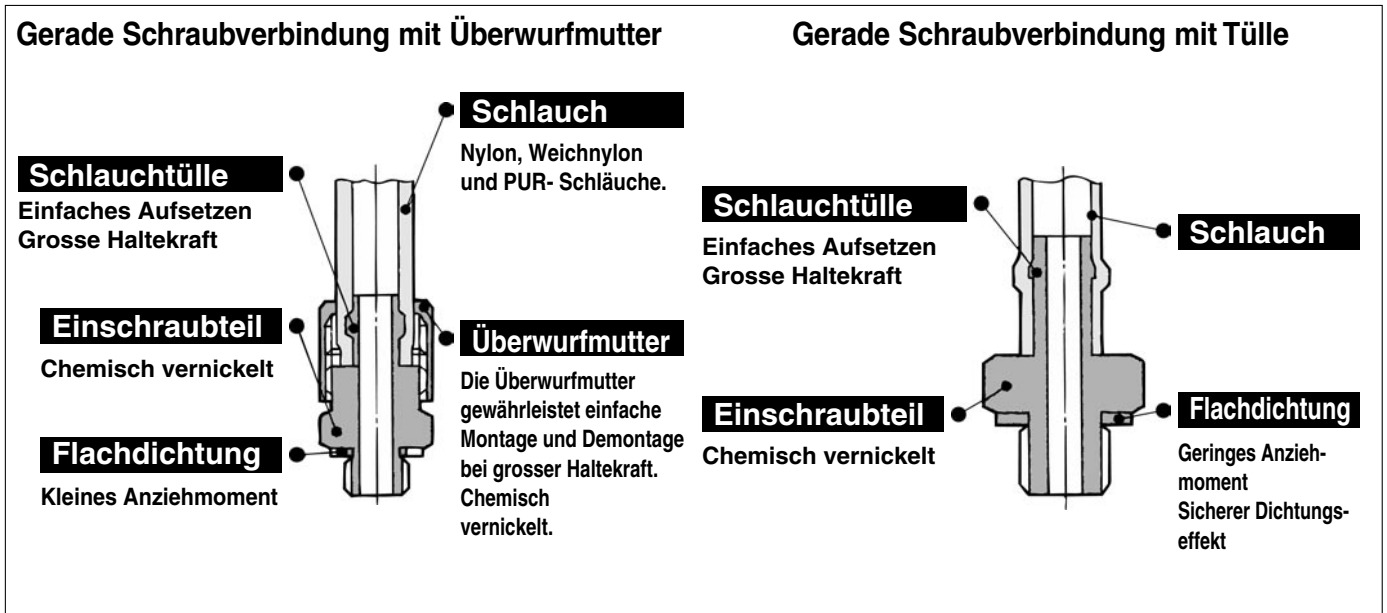 Gerade Schraubverbindung mit Überwurfmutter
Schlauch
Nylon, Weichnylon
und PUR- Schläuche.
Schlauchtülle
Einfaches Aufsetzen
Grosse Haltekraft
Einschraubteil
Chemisch vernickelt
Überwurfmutter
Die Überwurfmutter
gewährleistet einfache
Montage und Demontage
bei grosser Haltekraft.
Chemisch
vernickelt.
Flachdichtung
Kleines Anziehmoment
Gerade Schraubverbindung mit Tülle
Schlauchtülle
Einfaches Aufsetzen
Grosse Haltekraft
Schlauch
Einschraubteil
Chemisch vernickelt
Flachdichtung
Geringes Anzieh-
moment
Sicherer Dichtungs-
effekt